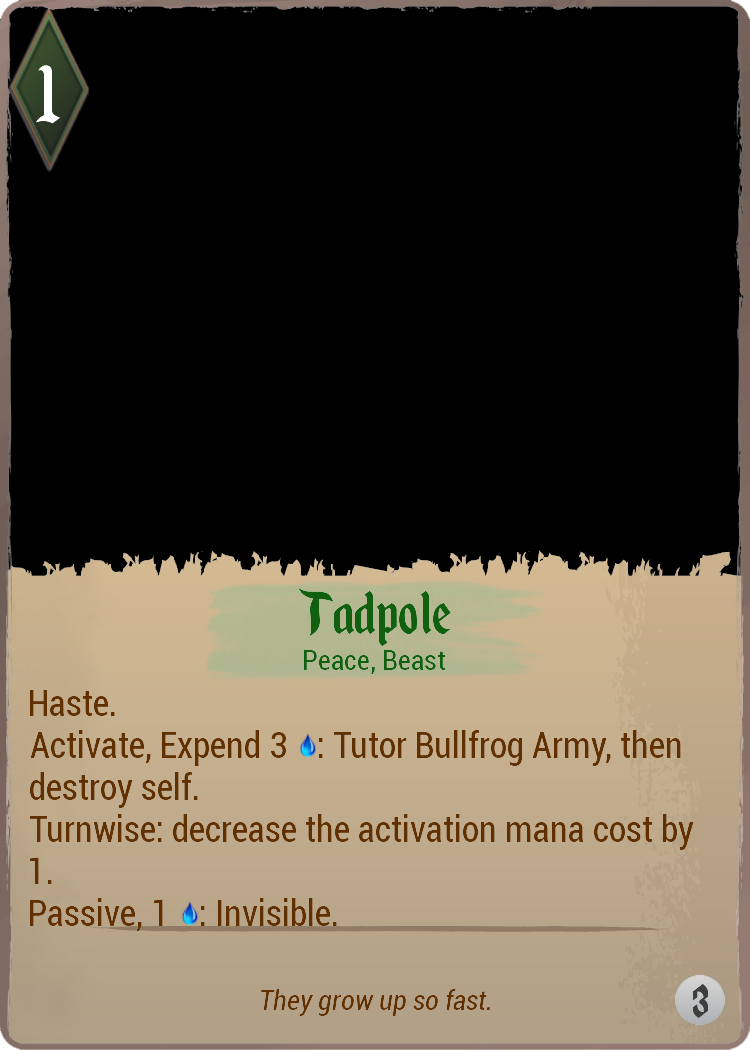 1
Tadpole
Peace, Beast
Haste.
Activate, Expend 3 💧: Tutor Bullfrog Army, then
destroy self.
Turnwise: decrease the activation mana cost by
1.
Passive, 1 💧: Invisible.
They grow up so fast.
3